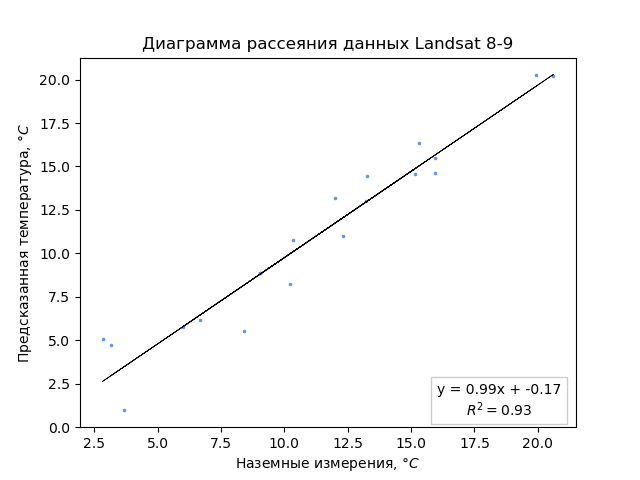 Диаграмма рассеяния данных Landsat 8-9
Предсказанная температура, °C
20.0
17.5
15.0
12.5
10.0
7.5
5.0
2.5
0.0
y = 0.99x + -0.17
R² = 0.93
2.5 5.0 7.5 10.0 12.5 15.0 17.5 20.0
Наземные измерения, °C